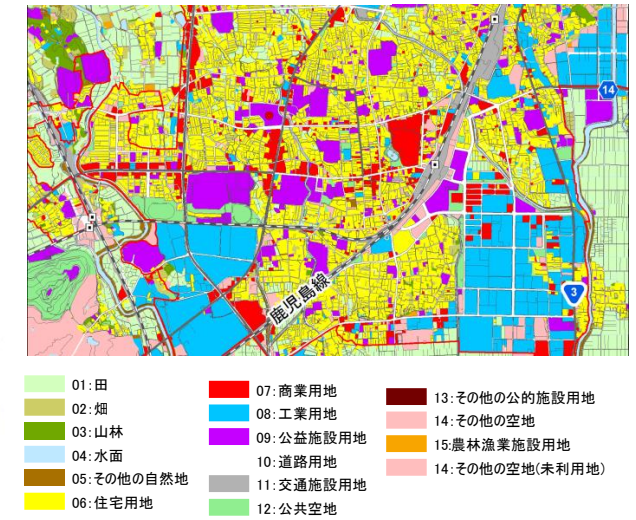 14
3
鹿児島線
01:田
02:畑
03:山林
04:水面
05:その他の自然地
06:住宅用地
07:商業用地
08:工業用地
09:公益施設用地
10:道路用地
11:交通施設用地
12:公共空地
13:その他の公的施設用地
14:その他の空地
15:農林漁業施設用地
14:その他の空地(未利用地)